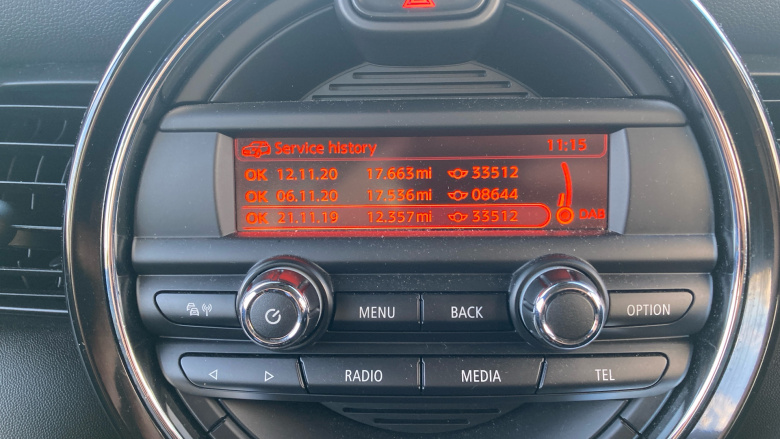 Service history 11:15
OK 12.11.20 17.663mi 33512
OK 06.11.20 17.536mi 08644
OK 21.11.19 12.357mi 33512
DAB
MENU BACK OPTION
RADIO MEDIA TEL